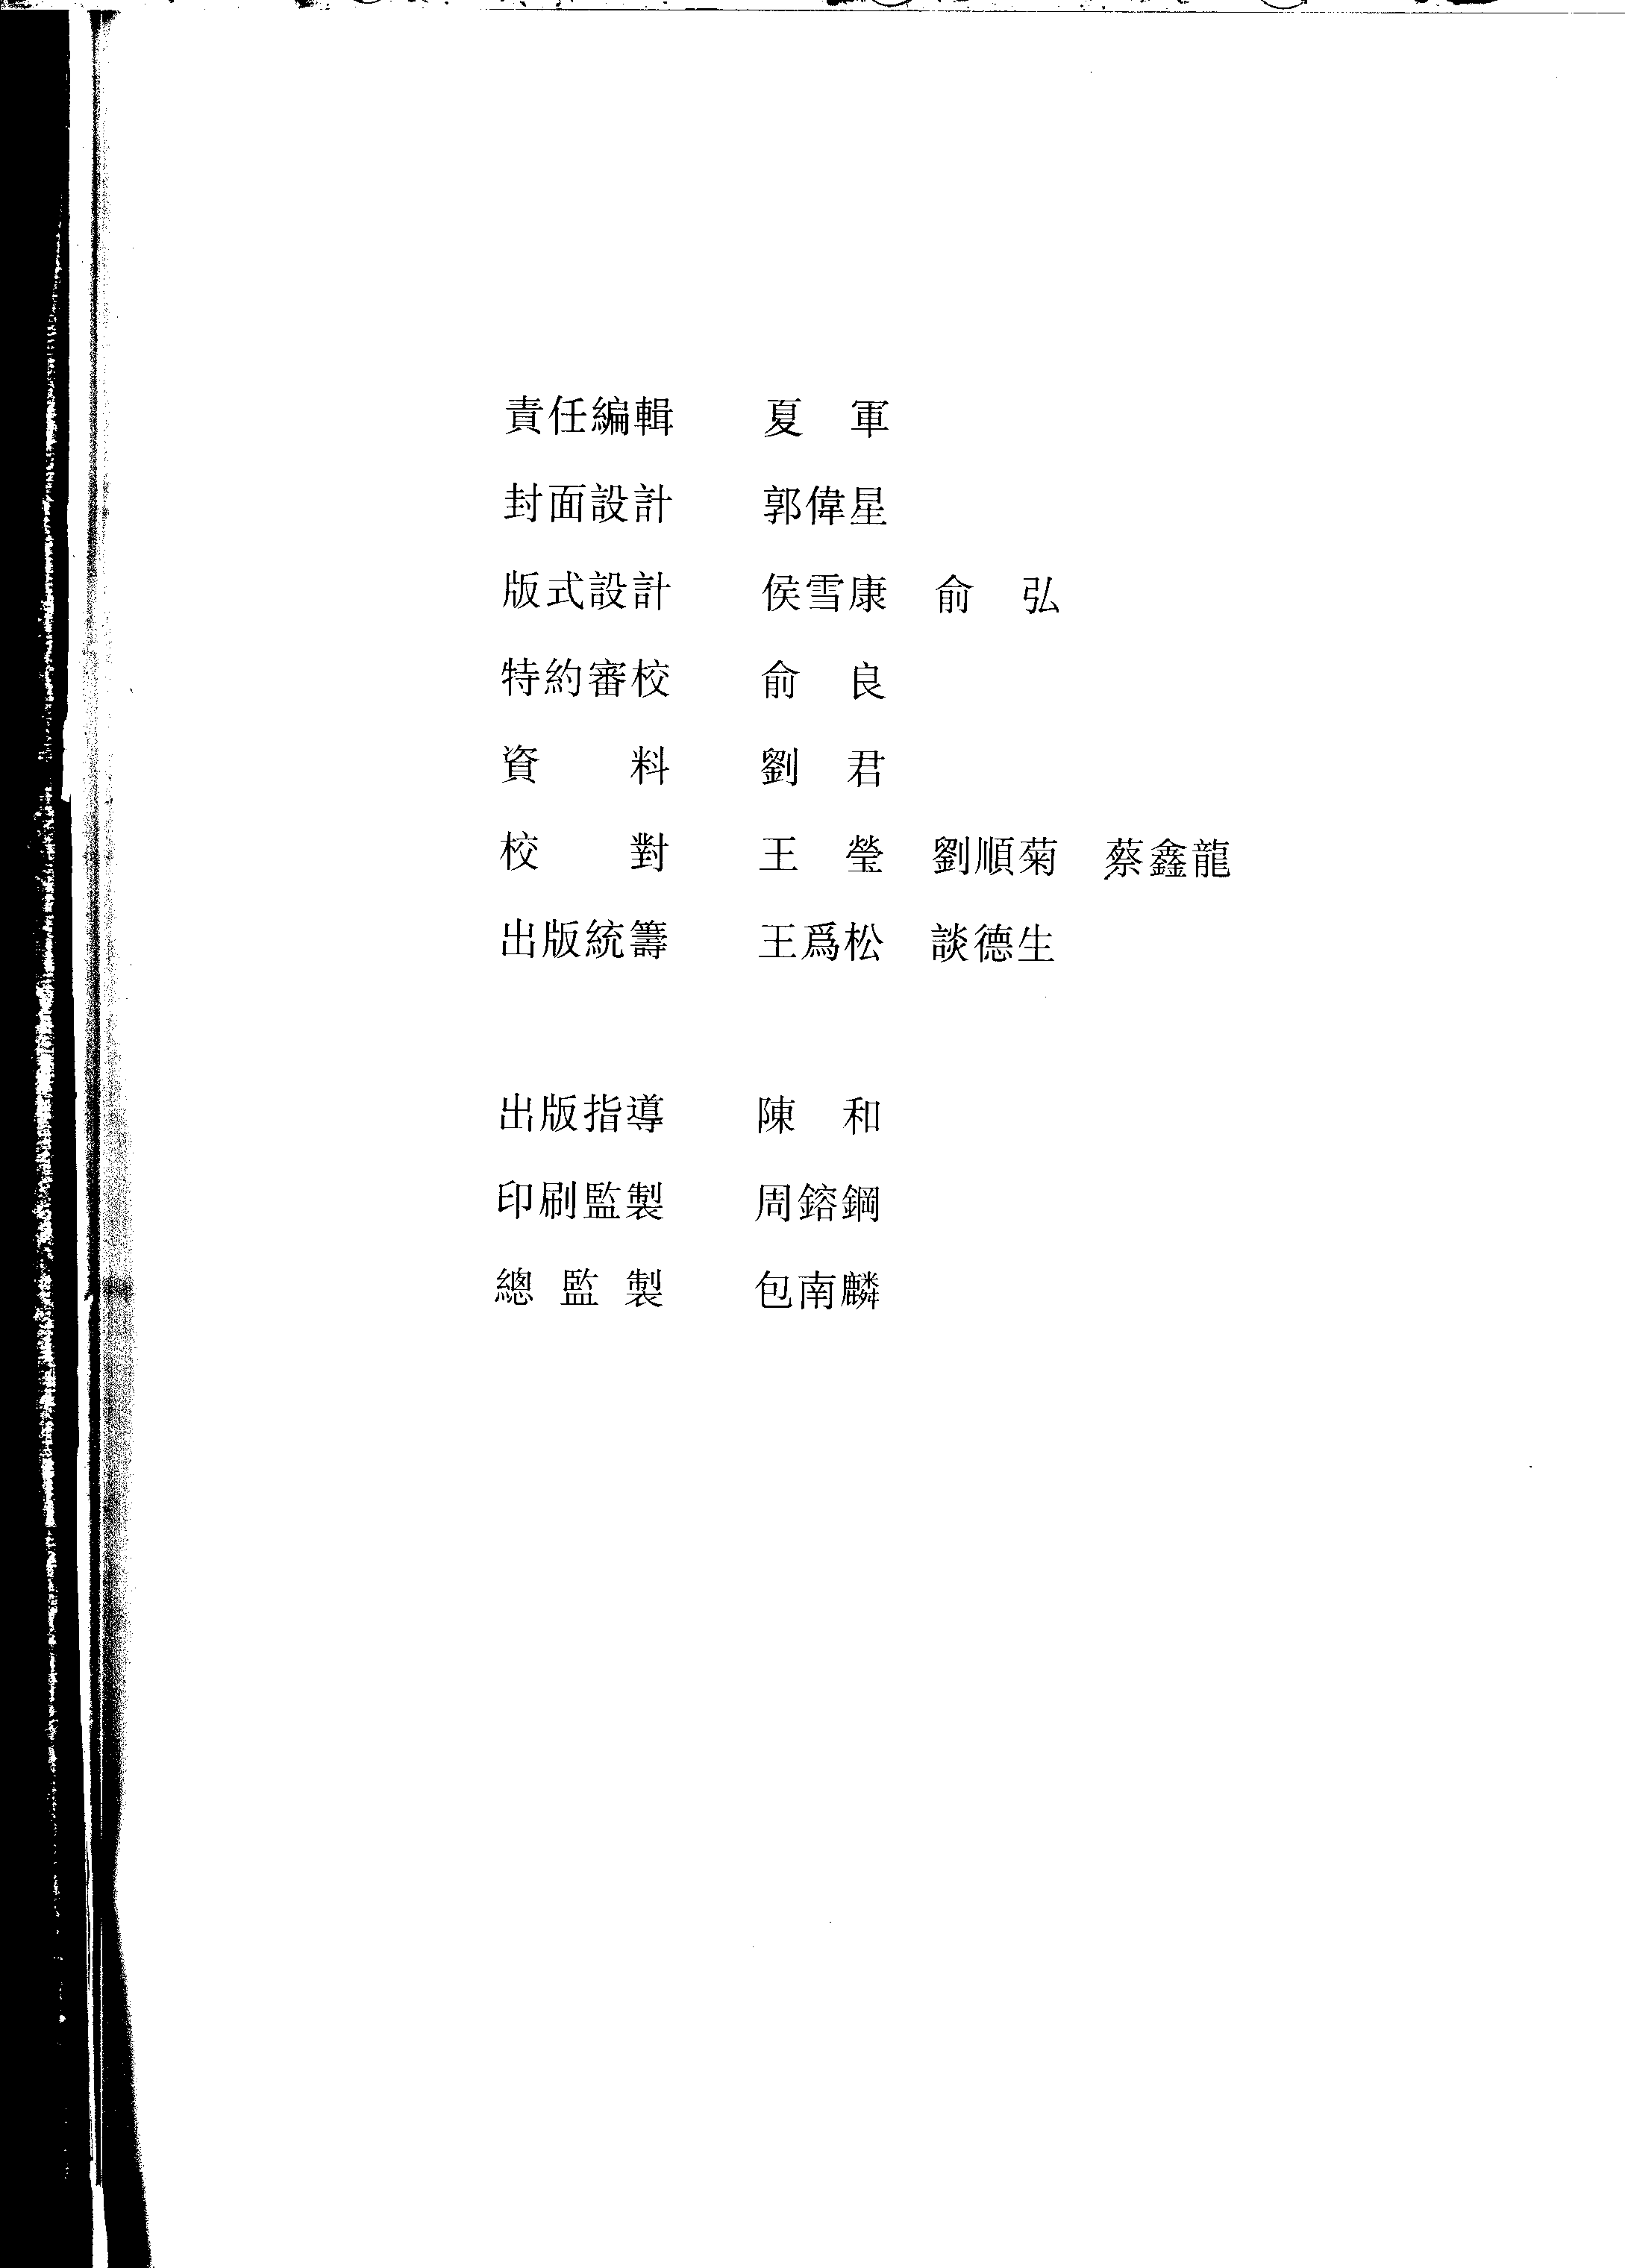 責任編輯　　夏　軍
封面設計　　郭偉星
版式設計　　侯雪康　俞　弘
特約審校　　俞　良
資　　料　　劉　君
校　　對　　王　瑩　劉順菊　蔡鑫龍
出版統籌　　王爲松　談德生
出版指導　　陳　和
印刷監製　　周鎔鋼
總 監 製　　包南麟